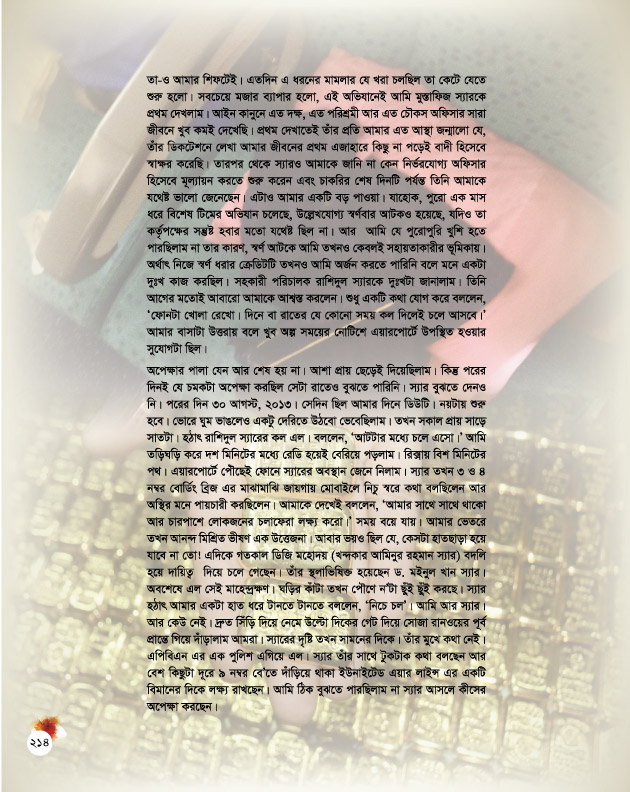 তা-ও আমার শিফটেই। এতদিন এ ধরনের মামলার যে খরা চলছিল তা কেটে যেতে
শুরু হলো। সবচেয়ে মজার ব্যাপার হলো, এই অভিযানেই আমি মুস্তাফিজ স্যারকে
প্রথম দেখলাম। আইন কানুনে এত দক্ষ, এত পরিশ্রমী আর এত চৌকস অফিসার সারা
জীবনে খুব কমই দেখেছি। প্রথম দেখাতেই তাঁর প্রতি আমার এত আস্থা জন্মালো যে,
তাঁর ডিকটেশনে লেখা আমার জীবনের প্রথম এজাহারে কিছু না পড়েই বাদী হিসেবে
স্বাক্ষর করেছি। তারপর থেকে স্যারও আমাকে জানি না কেন নির্ভরযোগ্য অফিসার
হিসেবে মূল্যায়ন করতে শুরু করেন এবং চাকরির শেষ দিনটি পর্যন্ত তিনি আমাকে
যথেষ্ট ভালো জেনেছেন। এটাও আমার একটি বড় পাওয়া। যাহোক, পুরো এক মাস
ধরে বিশেষ টিমের অভিযান চলেছে, উল্লেখযোগ্য স্বর্ণবার আটকও হয়েছে, যদিও তা
কর্তৃপক্ষের সন্তুষ্ট হবার মতো যথেষ্ট ছিল না। আর আমি যে পুরোপুরি খুশি হতে
পারছিলাম না তার কারণ, স্বর্ণ আটকে আমি তখনও কেবলই সহায়তাকারীর ভূমিকায়।
অর্থাৎ নিজে স্বর্ণ ধরার ক্রেডিটটি তখনও আমি অর্জন করতে পারিনি বলে মনে একটা
দুঃখ কাজ করছিল। সহকারী পরিচালক রাশিদুল স্যারকে দুঃখটা জানালাম। তিনি
আগের মতোই আবারো আমাকে আশ্বস্ত করলেন। শুধু একটি কথা যোগ করে বললেন,
‘ফোনটা খোলা রেখো। দিনে বা রাতের যে কোনো সময় কল দিলেই চলে আসবে।’
আমার বাসাটা উত্তরায় বলে খুব অল্প সময়ের নোটিশে এয়ারপোর্টে উপস্থিত হওয়ার
সুযোগটা ছিল।
অপেক্ষার পালা যেন আর শেষ হয় না। আশা প্রায় ছেড়েই দিয়েছিলাম। কিন্তু পরের
দিনই যে চমকটা অপেক্ষা করছিল সেটা রাতেও বুঝতে পারিনি। স্যার বুঝতে দেনও
নি। পরের দিন ৩০ আগস্ট, ২০১৩। সেদিন ছিল আমার দিনে ডিউটি। নয়টায় শুরু
হবে। ভোরে ঘুম ভাঙলেও একটু দেরিতে উঠবো ভেবেছিলাম। তখন সকাল প্রায় সাড়ে
সাতটা। হঠাৎ রাশিদুল স্যারের কল এল। বললেন, ‘আটটার মধ্যে চলে এসো।’ আমি
তড়িঘড়ি করে দশ মিনিটের মধ্যে রেডি হয়েই বেরিয়ে পড়লাম। রিক্সায় বিশ মিনিটের
পথ। এয়ারপোর্টে পৌছেই ফোনে স্যারের অবস্থান জেনে নিলাম। স্যার তখন ৩ ও ৪
নম্বর বোর্ডিং ব্রিজ এর মাঝামাঝি জায়গায় মোবাইলে নিচু স্বরে কথা বলছিলেন আর
অস্থির মনে পায়চারী করছিলেন। আমাকে দেখেই বললেন, ‘আমার সাথে সাথে থাকো
আর চারপাশে লোকজনের চলাফেরা লক্ষ্য করো।’ সময় বয়ে যায়। আমার ভেতরে
তখন আনন্দ মিশ্রিত ভীষণ এক উত্তেজনা। আবার ভয়ও ছিল যে, কেসটা হাতছাড়া হয়ে
যাবে না তো! এদিকে গতকাল ডিজি মহোদয় (খন্দকার আমিনুর রহমান স্যার) বদলি
হয়ে দায়িত্ব দিয়ে চলে গেছেন। তাঁর স্থলাভিষিক্ত হয়েছেন ড. মইনুল খান স্যার।
অবশেষে এল সেই মাহেন্দ্রক্ষণ। ঘড়ির কাঁটা তখন পৌণে ন’টা ছুঁই ছুঁই করছে। স্যার
হঠাৎ আমার একটা হাত ধরে টানতে টানতে বললেন, ‘নিচে চল’। আমি আর স্যার।
আর কেউ নেই। দ্রুত সিঁড়ি দিয়ে নেমে উল্টো দিকের গেট দিয়ে সোজা রানওয়ের পূর্ব
প্রান্তে গিয়ে দাঁড়ালাম আমরা। স্যারের দৃষ্টি তখন সামনের দিকে। তাঁর মুখে কথা নেই।
এপিবিএন এর এক পুলিশ এগিয়ে এল। স্যার তাঁর সাথে টুকটাক কথা বলছেন আর
বেশ কিছুটা দূরে ৯ নম্বর বে’তে দাঁড়িয়ে থাকা ইউনাইটেড এয়ার লাইন্স এর একটি
বিমানের দিকে লক্ষ্য রাখছেন। আমি ঠিক বুঝতে পারছিলাম না স্যার আসলে কীসের
অপেক্ষা করছেন।
২১৪